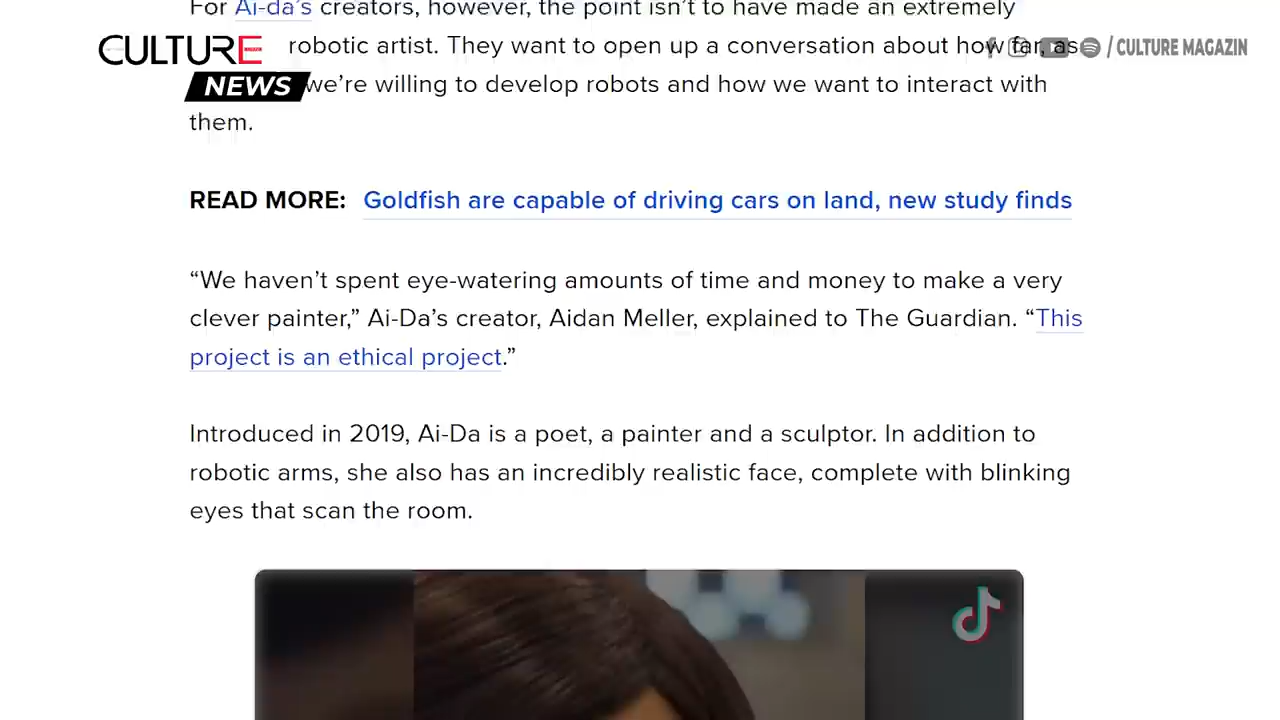 For Ai-da's creators, however, the point isn't to have made an extremely
CULTURE
robotic artist. They want to open up a conversation about how far, as
/ CULTURE MAGAZIN
NEWS
we're willing to develop robots and how we want to interact with
them.
READ MORE: Goldfish are capable of driving cars on land, new study finds
“We haven't spent eye-watering amounts of time and money to make a very
clever painter,” Ai-Da's creator, Aidan Meller, explained to The Guardian. “This
project is an ethical project.”
Introduced in 2019, Ai-Da is a poet, a painter and a sculptor. In addition to
robotic arms, she also has an incredibly realistic face, complete with blinking
eyes that scan the room.